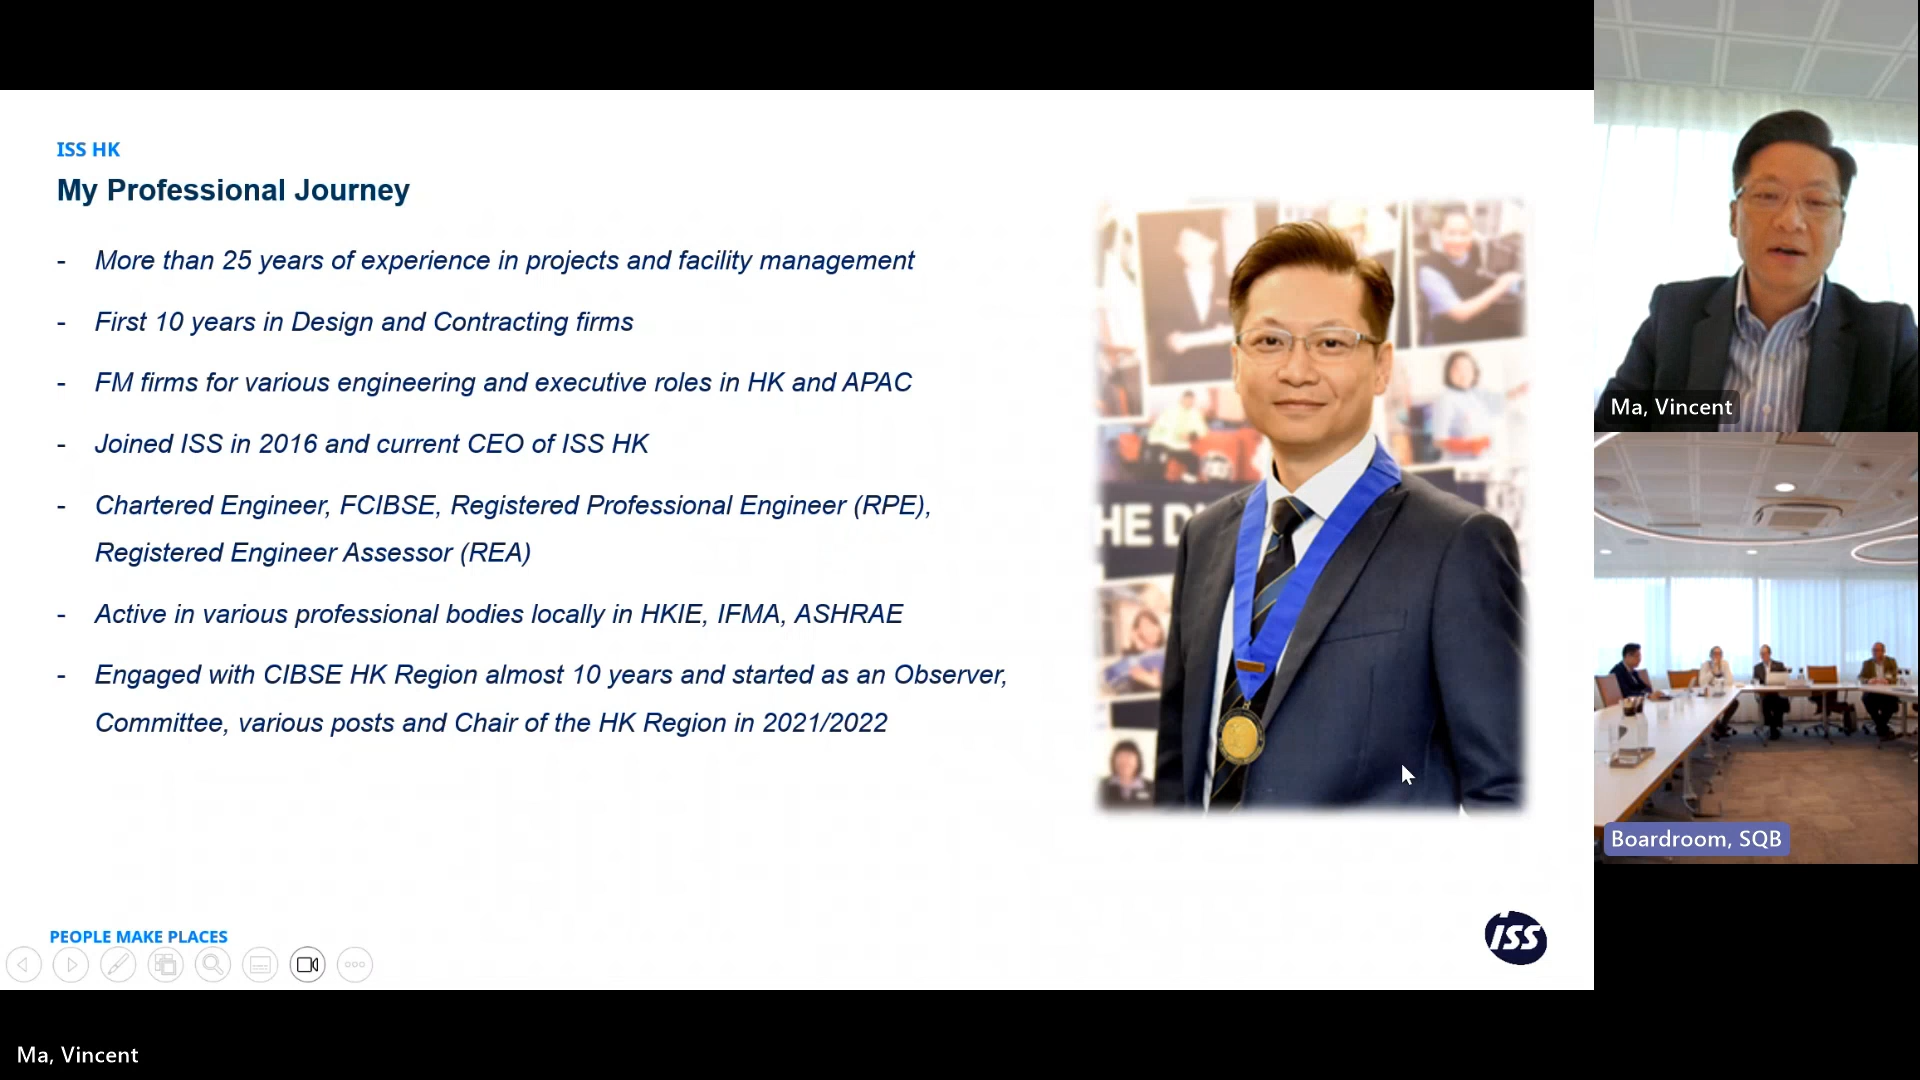 ISS HK
My Professional Journey
- More than 25 years of experience in projects and facility management
- First 10 years in Design and Contracting firms
- FM firms for various engineering and executive roles in HK and APAC
- Joined ISS in 2016 and current CEO of ISS HK
- Chartered Engineer, FCIBSE, Registered Professional Engineer (RPE),
Registered Engineer Assessor (REA)
- Active in various professional bodies locally in HKIE, IFMA, ASHRAE
- Engaged with CIBSE HK Region almost 10 years and started as an Observer,
Committee, various posts and Chair of the HK Region in 2021/2022
HE D
PEOPLE MAKE PLACES
ISS
Ma, Vincent
Boardroom, SQB
Ma, Vincent